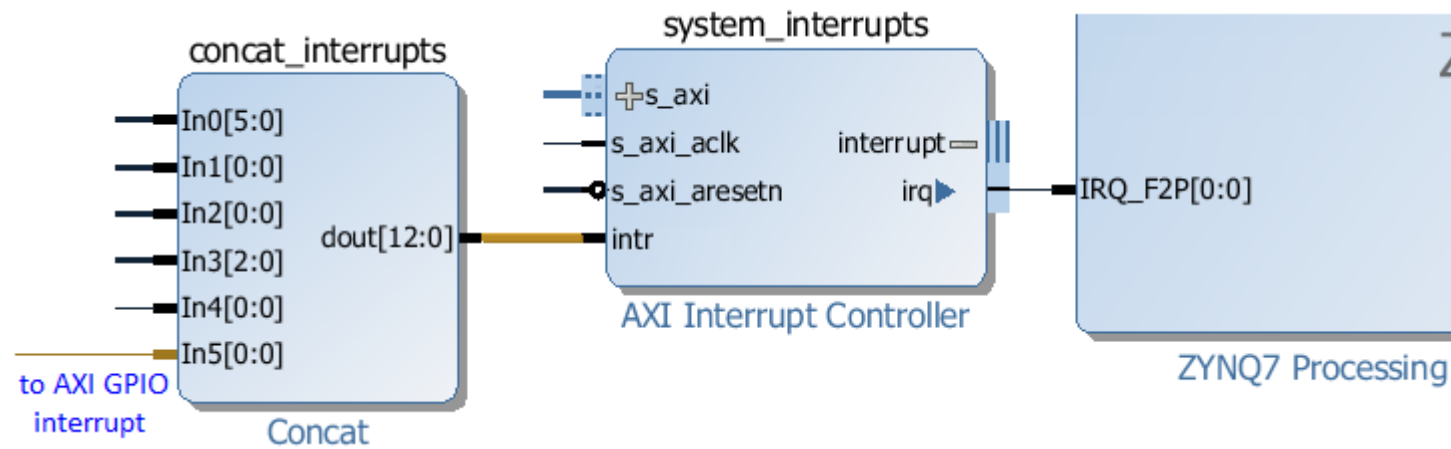 concat_interrupts
In0[5:0]
In1[0:0]
In2[0:0]
In3[2:0]
In4[0:0]
In5[0:0]
dout[12:0]
to AXI GPIO
interrupt
Concat
system_interrupts
s_axi
s_axi_aclk
s_axi_aresetn
intr
interrupt
irq
AXI Interrupt Controller
IRQ_F2P[0:0]
ZYNQ7 Processing